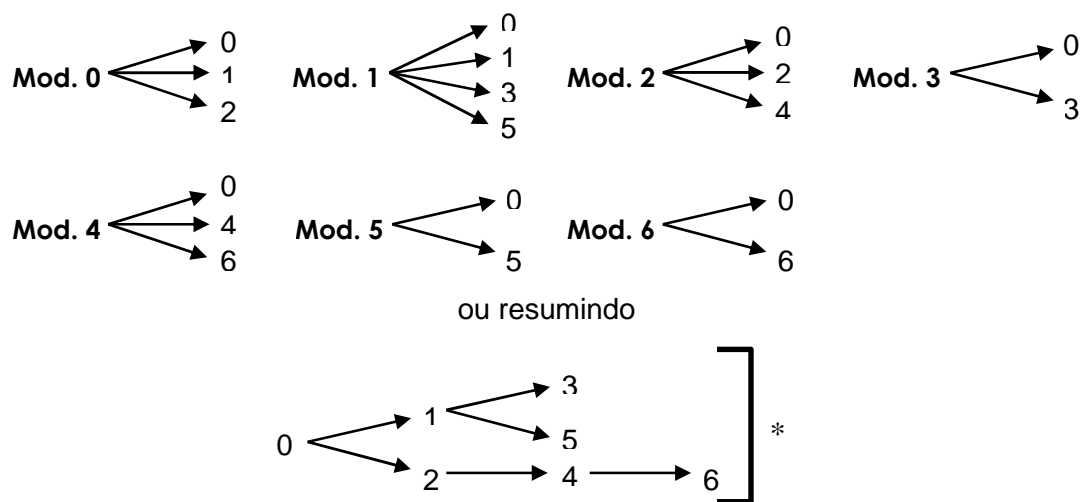 0 0 0 0
Mod. 0 1 Mod. 1 1 Mod. 2 2 Mod. 3
2 3 4 3
5
0 0 0
Mod. 4 4 Mod. 5 Mod. 6
6 5 6
ou resumindo
3
1
0 5 *
2 4 6